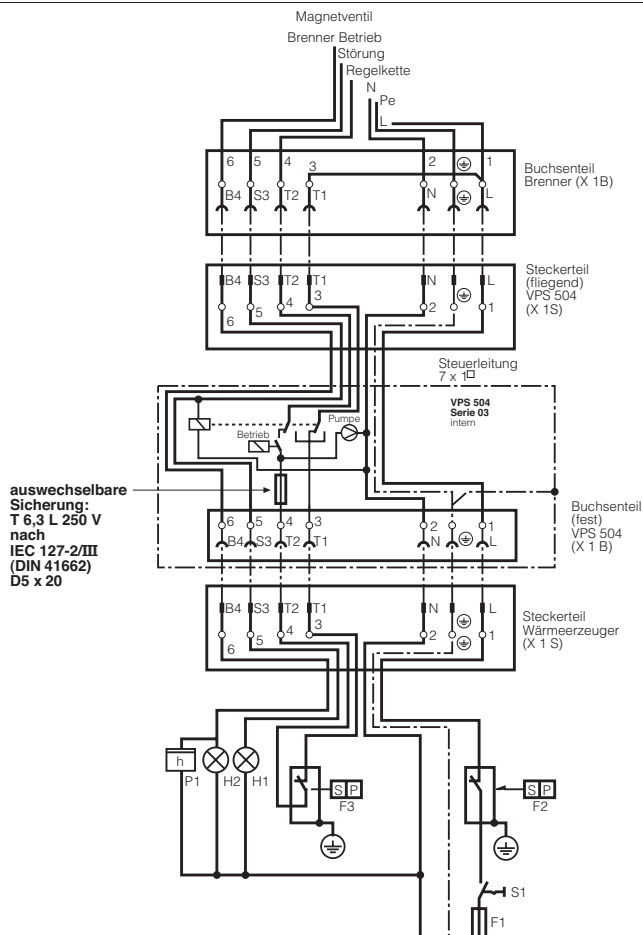 Magnetventil
Brenner Betrieb
Störung
Regelkette
N
Pe
L
6 5 4 3 2 1
B4 S3 T2 T1 N L
Buchsenteil
Brenner (X 1B)
B4 S3 T2 T1 N L
6 5 4 3 2 1
Steckerteil
(fliegend)
VPS 504
(X 1S)
Steuerleitung
7 x 1□
VPS 504
Serie 03
intern
Pumpe
Betrieb
auswechselbare
Sicherung:
T 6,3 L 250 V
nach
IEC 127-2/III
(DIN 41662)
D5 x 20
6 5 4 3 2 1
B4 S3 T2 T1 N L
Buchsenteil
(fest)
VPS 504
(X 1 B)
B4 S3 T2 T1 N L
6 5 4 3 2 1
Steckerteil
Wärmeerzeuger
(X 1 S)
h
P1 H2 H1
S P
F3
S P
F2
S1
F1